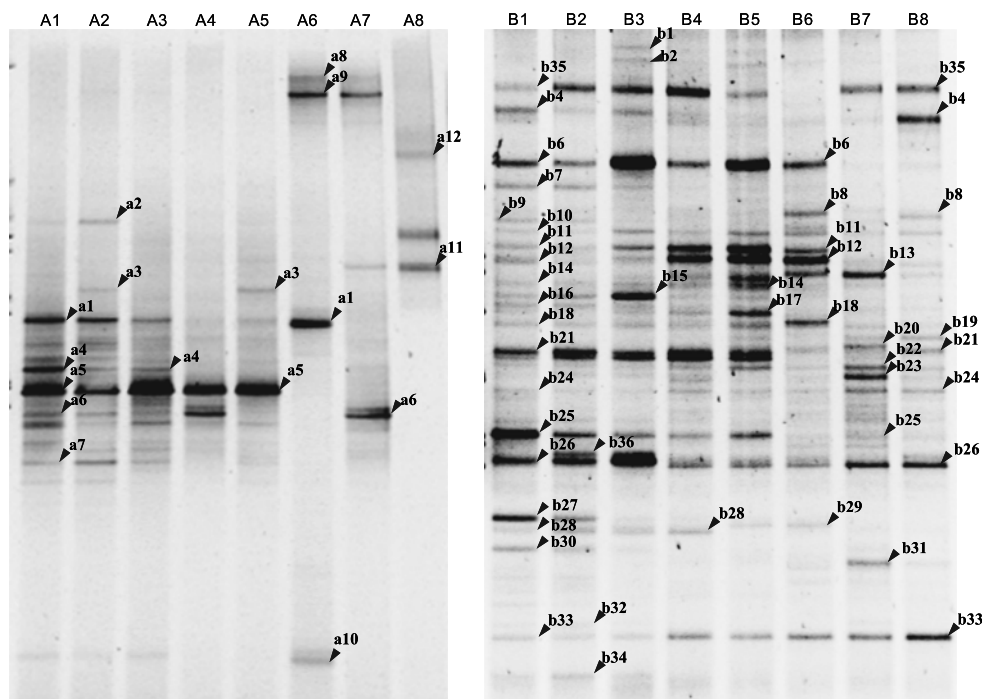 A1 A2 A3 A4 A5 A6 A7 A8 B1 B2 B3 B4 B5 B6 B7 B8
b1
a8
b2
a9
b35 b35
b4 b4
a12
b6 b6
b7
a2 b9 b8 b8
b10
b11 b11
a11 b12 b12
b13
a3 a3 b14 b15 b14
b16
a1 a1 b18 b17 b18
b19
b20
b21 b21
a4 a4 b22
b23
a5 a5 b24 b24
a6 a6
b25 b25
a7 b26 b36 b26
b27
b28 b28 b29
b30
b31
b32
b33 b33
a10
b34